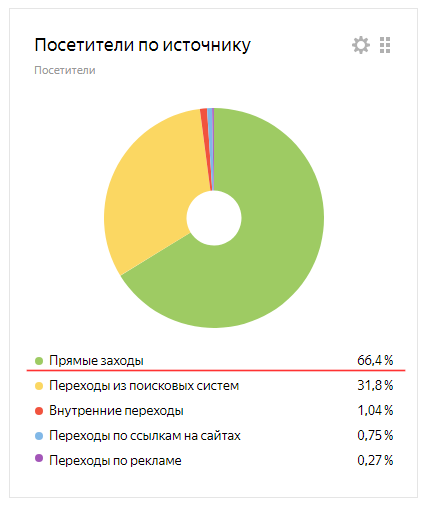 Посетители по источнику
Посетители
Прямые заходы 66,4 %
Переходы из поисковых систем 31,8 %
Внутренние переходы 1,04 %
Переходы по ссылкам на сайтах 0,75 %
Переходы по рекламе 0,27 %